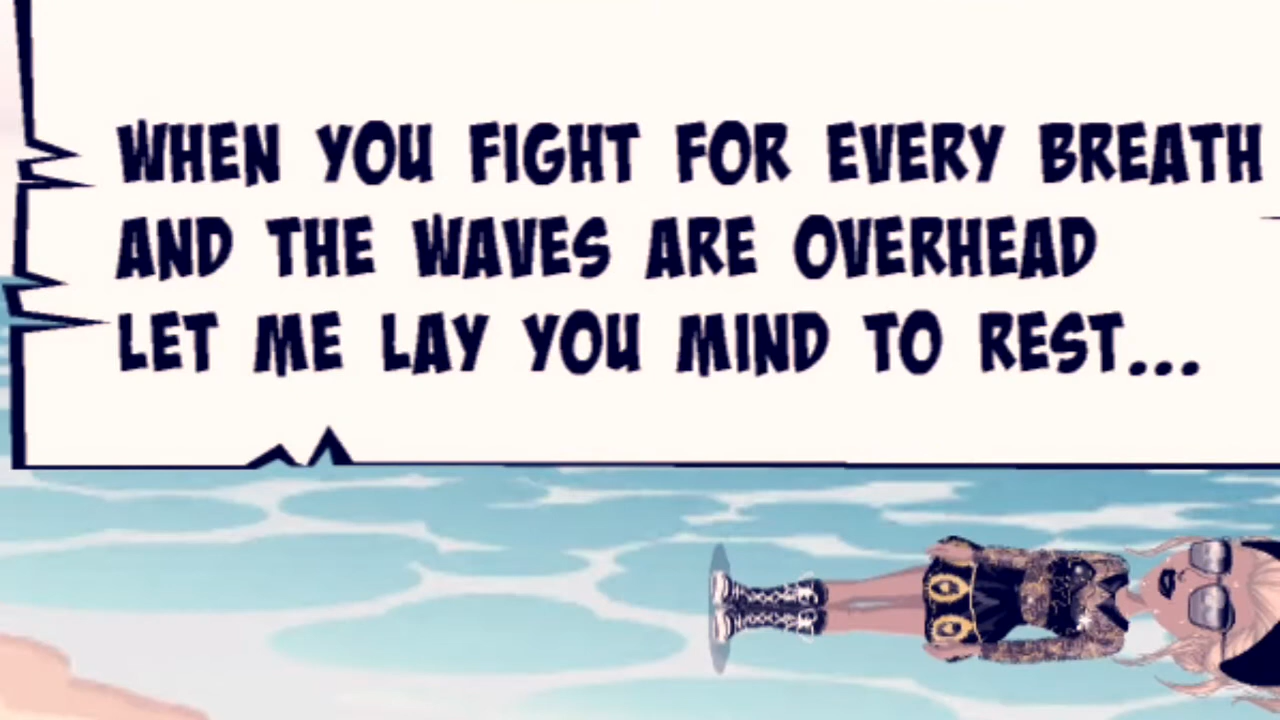 WHEN YOU FIGHT FOR EVERY BREATH
AND THE WAVES ARE OVERHEAD
LET ME LAY YOU MIND TO REST...